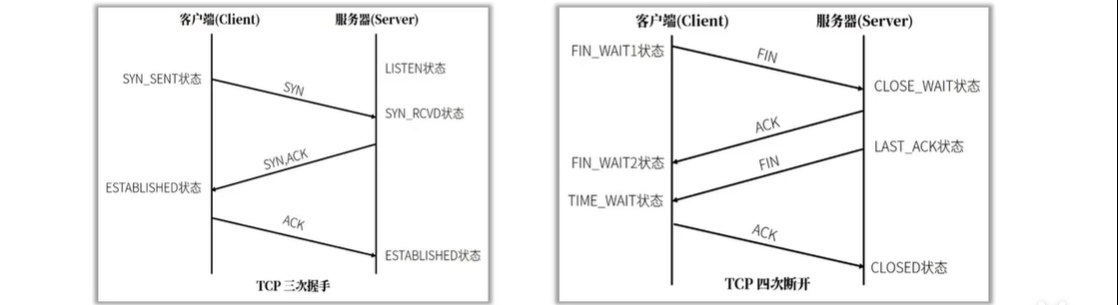 客户端(Client)
服务器(Server)
SYN_SENT状态
LISTEN状态
SYN
SYN_RCVD状态
SYN,ACK
ESTABLISHED状态
ACK
ESTABLISHED状态
TCP 三次握手
客户端(Client)
服务器(Server)
FIN_WAIT1状态
FIN
CLOSE_WAIT状态
ACK
LAST_ACK状态
FIN_WAIT2状态
FIN
TIME_WAIT状态
ACK
CLOSED状态
TCP 四次断开